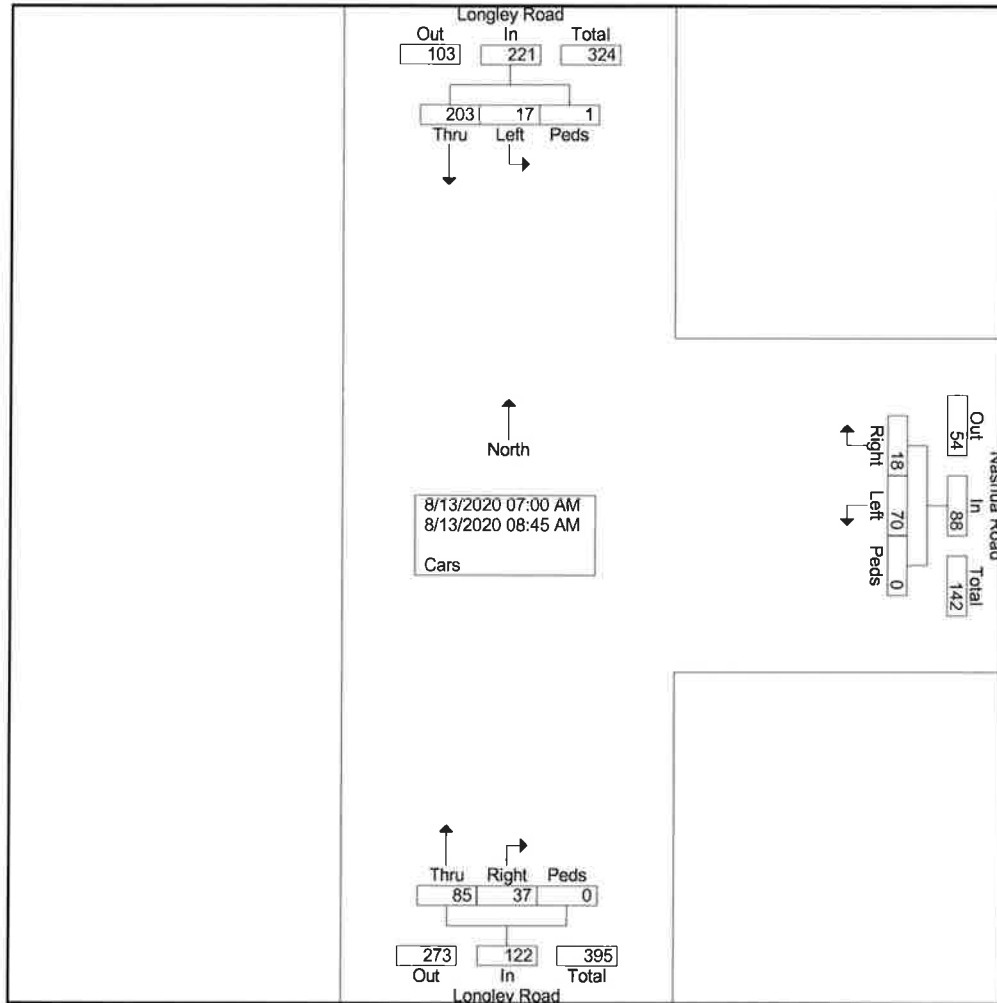 Longley Road
Out In Total
103 221 324
203 17 1
Thru Left Peds
North
8/13/2020 07:00 AM
8/13/2020 08:45 AM
Cars
Nashua Road
Out In Total
54 88 142
18 70 0
Right Left Peds
Thru Right Peds
85 37 0
273 122 395
Out In Total
Longley Road